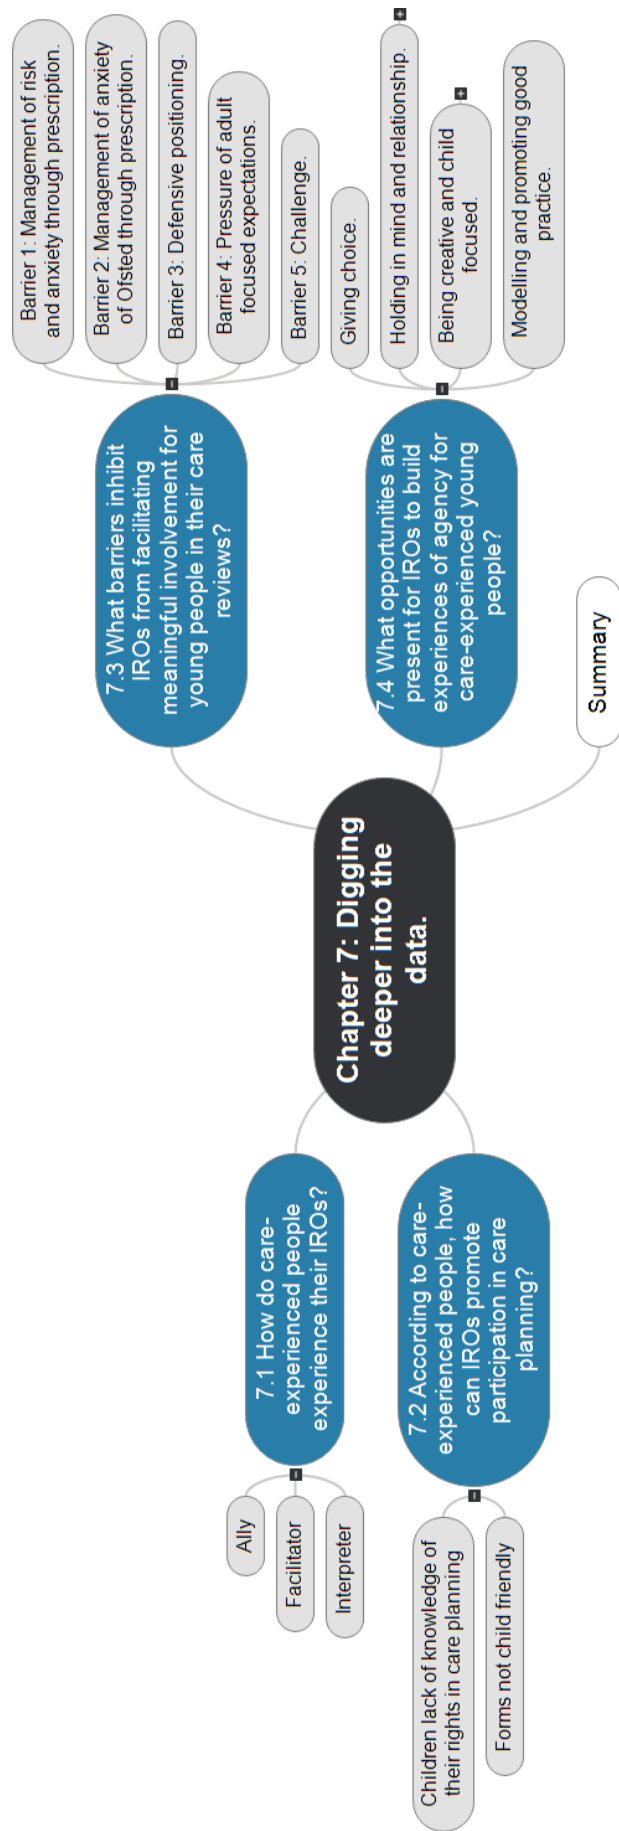 Chapter 7: Digging
deeper into the
data.
7.1 How do care-
experienced people
experience their IROs?
Ally
Facilitator
Interpreter
7.2 According to care-
experienced people, how
can IROs promote
participation in care
planning?
Children lack of knowledge of
their rights in care planning
Forms not child friendly
7.3 What barriers inhibit
IROs from facilitating
meaningful involvement for
young people in their care
reviews?
Barrier 1: Management of risk
and anxiety through prescription.
Barrier 2: Management of anxiety
of Ofsted through prescription.
Barrier 3: Defensive positioning.
Barrier 4: Pressure of adult
focused expectations.
Barrier 5: Challenge.
7.4 What opportunities are
present for IROs to build
experiences of agency for
care-experienced young
people?
Giving choice.
Holding in mind and relationship.
Being creative and child
focused.
Modelling and promoting good
practice.
Summary